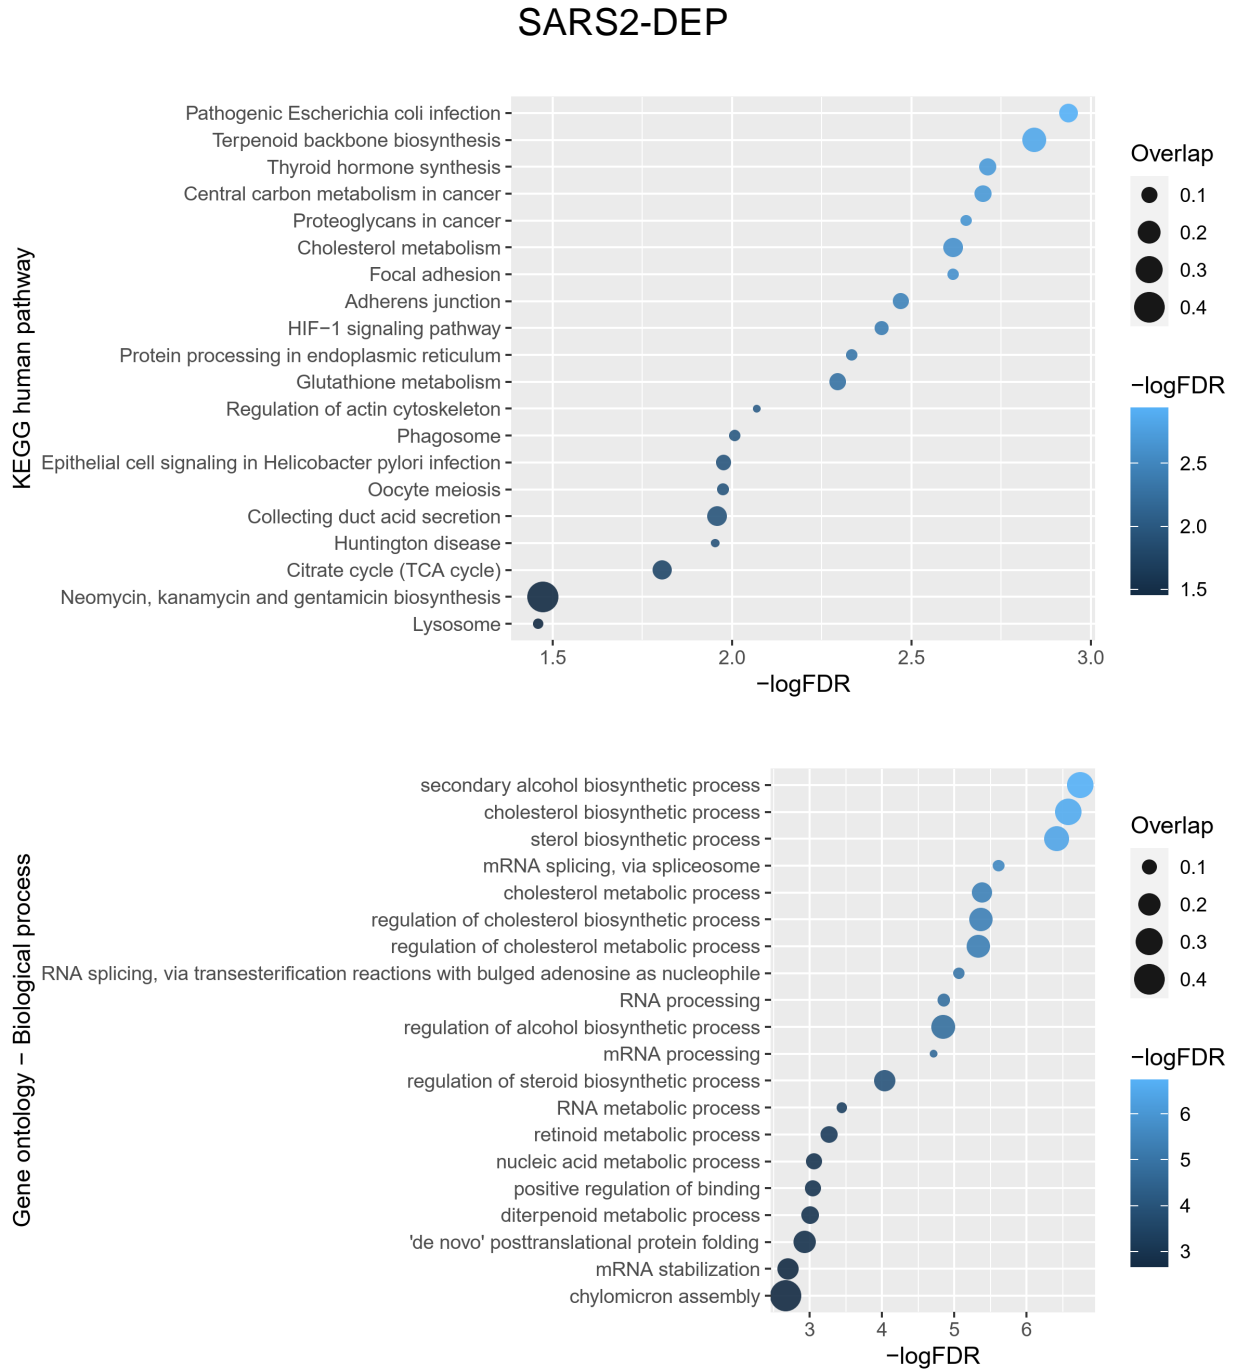 SARS2-DEP
KEGG human pathway
Pathogenic Escherichia coli infection
Terpenoid backbone biosynthesis
Thyroid hormone synthesis
Central carbon metabolism in cancer
Proteoglycans in cancer
Cholesterol metabolism
Focal adhesion
Adherens junction
HIF−1 signaling pathway
Protein processing in endoplasmic reticulum
Glutathione metabolism
Regulation of actin cytoskeleton
Phagosome
Epithelial cell signaling in Helicobacter pylori infection
Oocyte meiosis
Collecting duct acid secretion
Huntington disease
Citrate cycle (TCA cycle)
Neomycin, kanamycin and gentamicin biosynthesis
Lysosome
1.5 2.0 2.5 3.0
−logFDR
Overlap
0.1
0.2
0.3
0.4
−logFDR
2.5
2.0
1.5
Gene ontology − Biological process
secondary alcohol biosynthetic process
cholesterol biosynthetic process
sterol biosynthetic process
mRNA splicing, via spliceosome
cholesterol metabolic process
regulation of cholesterol biosynthetic process
regulation of cholesterol metabolic process
RNA splicing, via transesterification reactions with bulged adenosine as nucleophile
RNA processing
regulation of alcohol biosynthetic process
mRNA processing
regulation of steroid biosynthetic process
RNA metabolic process
retinoid metabolic process
nucleic acid metabolic process
positive regulation of binding
diterpenoid metabolic process
'de novo' posttranslational protein folding
mRNA stabilization
chylomicron assembly
3 4 5 6
−logFDR
Overlap
0.1
0.2
0.3
0.4
−logFDR
6
5
4
3